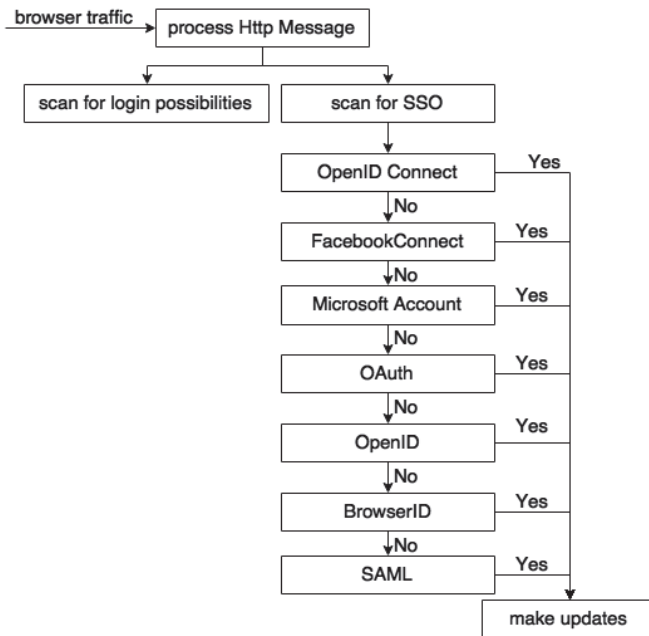 browser traffic
process Http Message
scan for login possibilities
scan for SSO
OpenID Connect
Yes
No
FacebookConnect
Yes
No
Microsoft Account
Yes
No
OAuth
Yes
No
OpenID
Yes
No
BrowserID
Yes
No
SAML
Yes
make updates